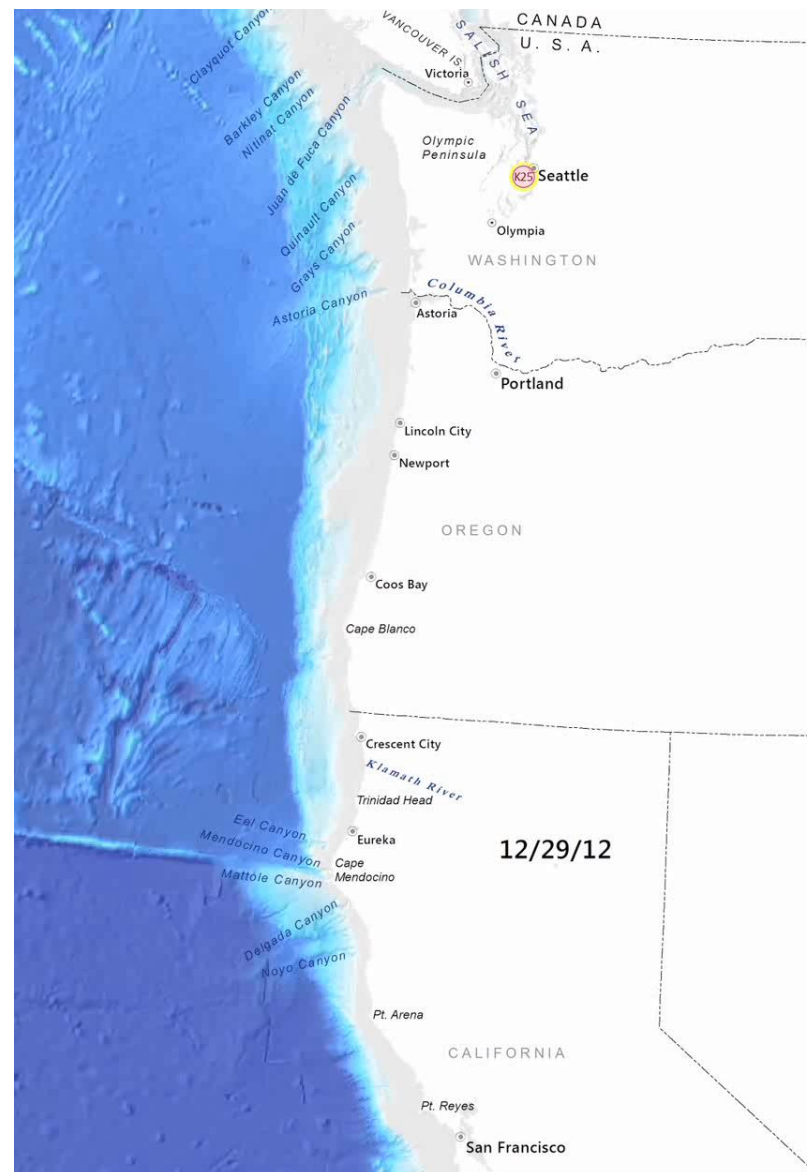 CANADA
U. S. A.
VANCOUVER IS.
SALISH SEA
Clayquot Canyon
Victoria
Barkley Canyon
Nitinat Canyon
Juan de Fuca Canyon
Olympic
Peninsula
K25
Seattle
Quinault Canyon
Olympia
Grays Canyon
WASHINGTON
Astoria Canyon
Columbia River
Astoria
Portland
Lincoln City
Newport
OREGON
Coos Bay
Cape Blanco
Crescent City
Klamath River
Trinidad Head
Eel Canyon
Eureka
Mendocino Canyon
12/29/12
Cape
Mendocino
Mattole Canyon
Delgada Canyon
Noyo Canyon
Pt. Arena
CALIFORNIA
Pt. Reyes
San Francisco